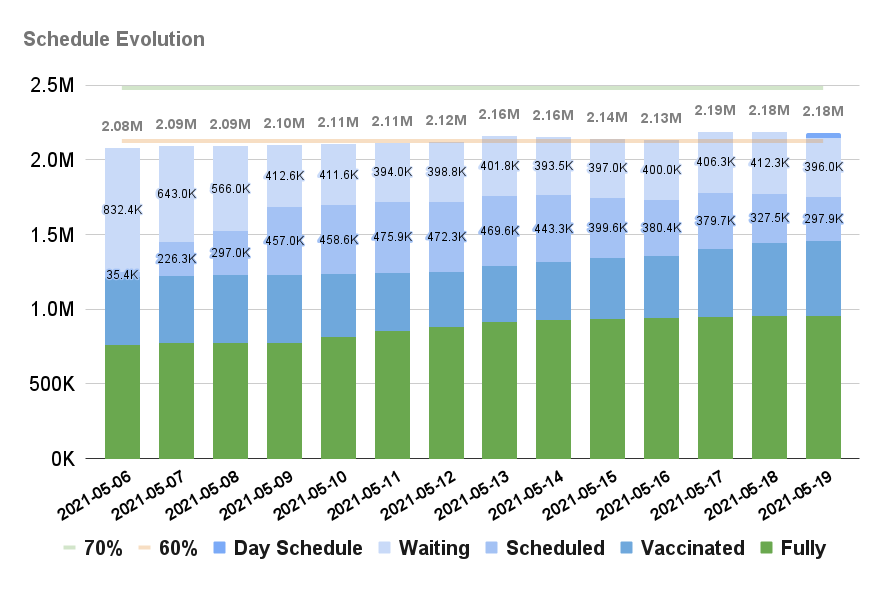 Schedule Evolution
2.5M
2.08M 2.09M 2.09M 2.10M 2.11M 2.11M 2.12M 2.16M 2.16M 2.14M 2.13M 2.19M 2.18M 2.18M
2.0M
832.4K 643.0K 566.0K 412.6K 411.6K 394.0K 398.8K 401.8K 393.5K 397.0K 400.0K 406.3K 412.3K 396.0K
1.5M
35.4K 226.3K 297.0K 457.0K 458.6K 475.9K 472.3K 469.6K 443.3K 399.6K 380.4K 379.7K 327.5K 297.9K
1.0M
500K
0K
2021-05-06 2021-05-07 2021-05-08 2021-05-09 2021-05-10 2021-05-11 2021-05-12 2021-05-13 2021-05-14 2021-05-15 2021-05-16 2021-05-17 2021-05-18 2021-05-19
70% 60% Day Schedule Waiting Scheduled Vaccinated Fully